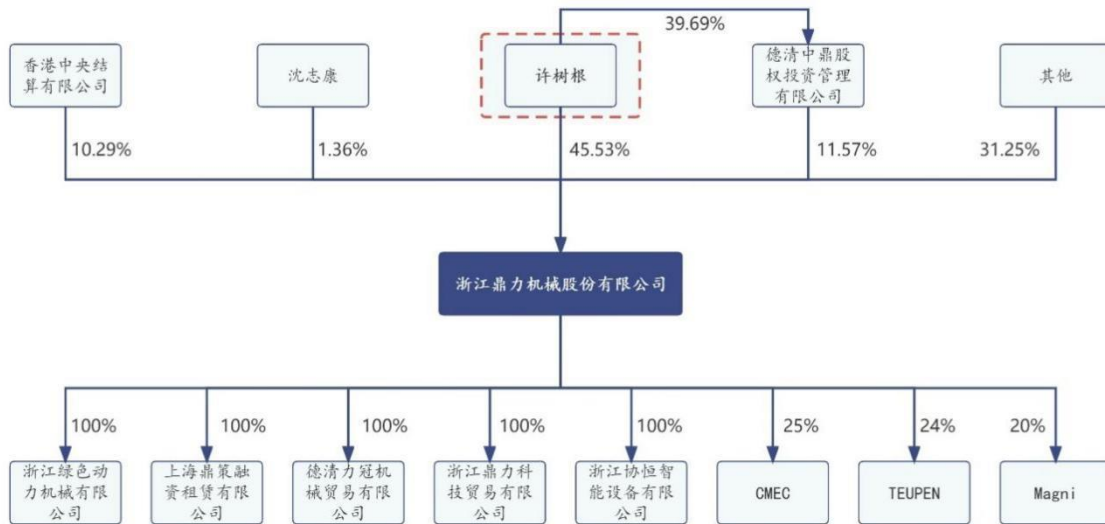 39.69%
香港中央结
算有限公司
沈志康
许树根
德清中鼎股
权投资管理
有限公司
其他
10.29%
1.36%
45.53%
11.57%
31.25%
浙江鼎力机械股份有限公司
100%
100%
100%
100%
100%
25%
24%
20%
浙江绿色动
力机械有限
公司
上海鼎策融
资租赁有限
公司
德清力冠机
械贸易有限
公司
浙江鼎力科
技贸易有限
公司
浙江协恒智
能设备有限
公司
CMEC
TEUPEN
Magni